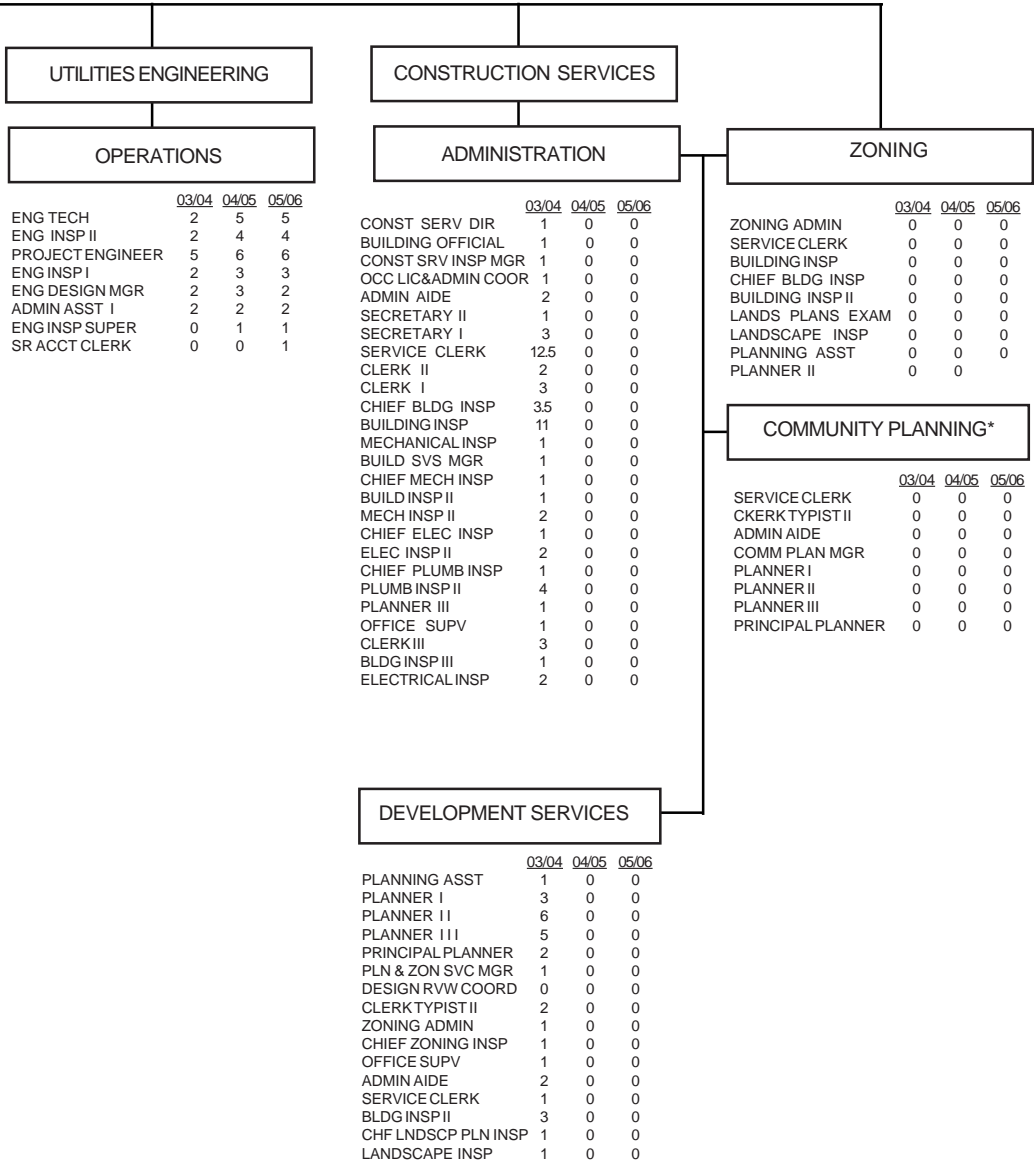 UTILITIES ENGINEERING
OPERATIONS
03/04 04/05 05/06
ENG TECH 2 5 5
ENG INSP II 2 4 4
PROJECT ENGINEER 5 6 6
ENG INSP I 2 3 3
ENG DESIGN MGR 2 3 2
ADMIN ASST I 2 2 2
ENG INSP SUPER 0 1 1
SR ACCT CLERK 0 0 1
CONSTRUCTION SERVICES
ADMINISTRATION
03/04 04/05 05/06
CONST SERV DIR 1 0 0
BUILDING OFFICIAL 1 0 0
CONST SRV INSP MGR 1 0 0
OCC LIC&ADMIN COOR 1 0 0
ADMIN AIDE 2 0 0
SECRETARY II 1 0 0
SECRETARY I 3 0 0
SERVICE CLERK 12.5 0 0
CLERK II 2 0 0
CLERK I 3 0 0
CHIEF BLDG INSP 3.5 0 0
BUILDING INSP 11 0 0
MECHANICAL INSP 1 0 0
BUILD SVS MGR 1 0 0
CHIEF MECH INSP 1 0 0
BUILD INSP II 1 0 0
MECH INSP II 2 0 0
CHIEF ELEC INSP 1 0 0
ELEC INSP II 2 0 0
CHIEF PLUMB INSP 1 0 0
PLUMB INSP II 4 0 0
PLANNER III 1 0 0
OFFICE SUPV 1 0 0
CLERK III 3 0 0
BLDG INSP III 1 0 0
ELECTRICAL INSP 2 0 0
ZONING
03/04 04/05 05/06
ZONING ADMIN 0 0 0
SERVICE CLERK 0 0 0
BUILDING INSP 0 0 0
CHIEF BLDG INSP 0 0 0
BUILDING INSP II 0 0 0
LANDS PLANS EXAM 0 0 0
LANDSCAPE INSP 0 0 0
PLANNING ASST 0 0 0
PLANNER II 0 0
COMMUNITY PLANNING*
03/04 04/05 05/06
SERVICE CLERK 0 0 0
CKERK TYPIST II 0 0 0
ADMIN AIDE 0 0 0
COMM PLAN MGR 0 0 0
PLANNER I 0 0 0
PLANNER II 0 0 0
PLANNER III 0 0 0
PRINCIPAL PLANNER 0 0 0
DEVELOPMENT SERVICES
03/04 04/05 05/06
PLANNING ASST 1 0 0
PLANNER I 3 0 0
PLANNER II 6 0 0
PLANNER III 5 0 0
PRINCIPAL PLANNER 2 0 0
PLN & ZON SVC MGR 1 0 0
DESIGN RVW COORD 0 0 0
CLERK TYPIST II 2 0 0
ZONING ADMIN 1 0 0
CHIEF ZONING INSP 1 0 0
OFFICE SUPV 1 0 0
ADMIN AIDE 2 0 0
SERVICE CLERK 1 0 0
BLDG INSP II 3 0 0
CHF LNDSCP PLN INSP 1 0 0
LANDSCAPE INSP 1 0 0